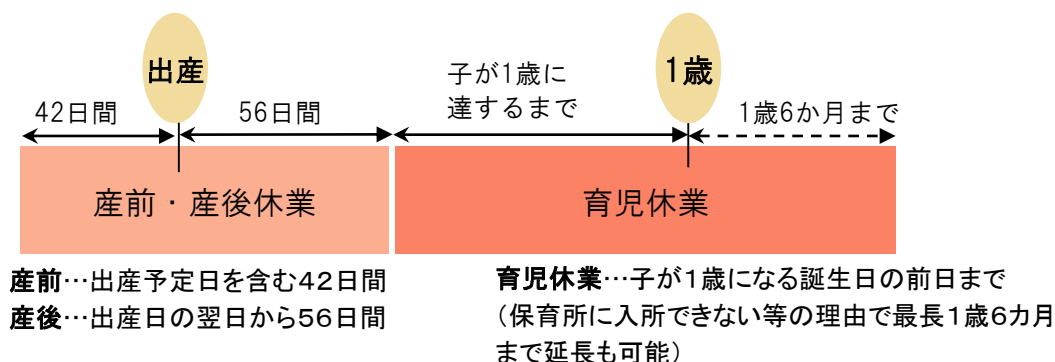 出産
1歳
子が1歳に
達するまで
42日間
56日間
1歳6か月まで
産前・産後休業
育児休業
産前…出産予定日を含む42日間
産後…出産日の翌日から56日間
育児休業…子が1歳になる誕生日の前日まで
（保育所に入所できない等の理由で最長1歳6カ月
まで延長も可能）